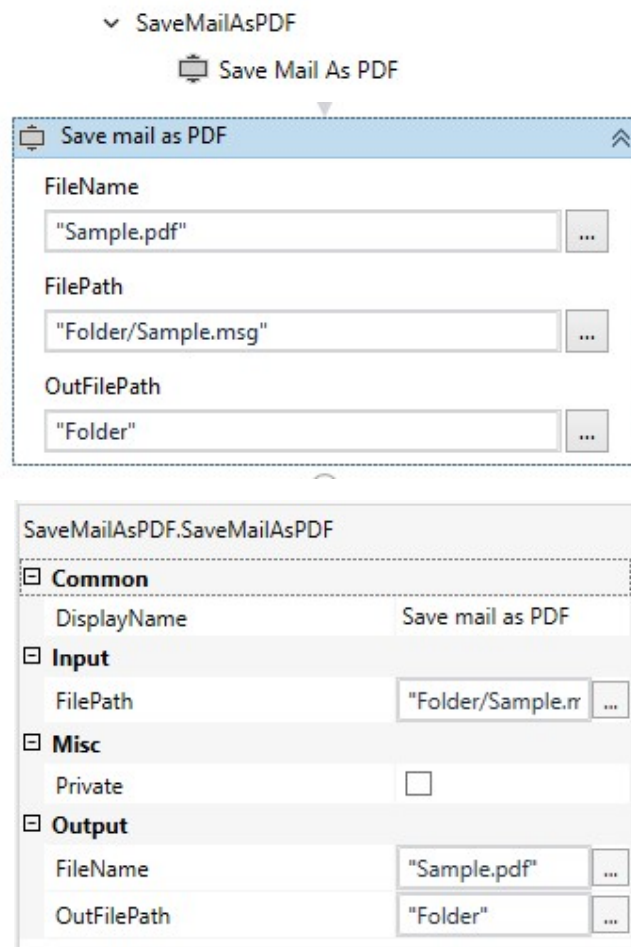 SaveMailAsPDF
Save Mail As PDF
Save mail as PDF
FileName
"Sample.pdf"
...
FilePath
"Folder/Sample.msg"
...
OutFilePath
"Folder"
...
SaveMailAsPDF.SaveMailAsPDF
Common
DisplayName Save mail as PDF
Input
FilePath "Folder/Sample.m ...
Misc
Private
Output
FileName "Sample.pdf" ...
OutFilePath "Folder" ...